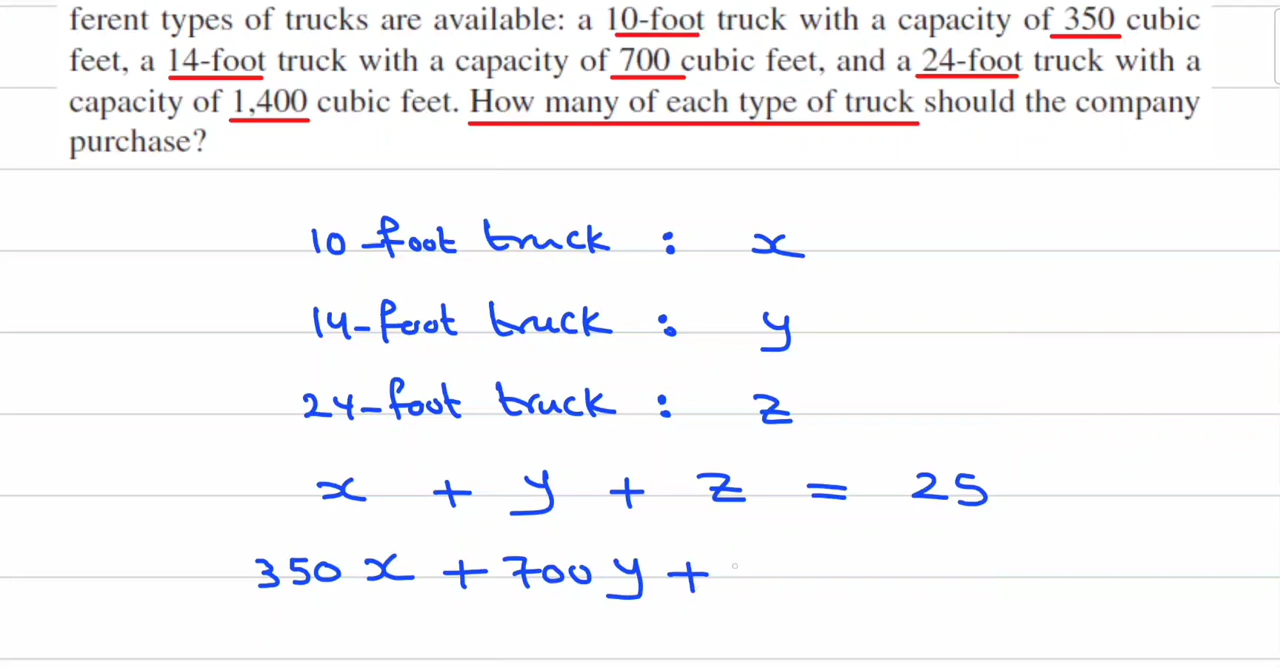 ferent types of trucks are available: a 10-foot truck with a capacity of 350 cubic
feet, a 14-foot truck with a capacity of 700 cubic feet, and a 24-foot truck with a
capacity of 1,400 cubic feet. How many of each type of truck should the company
purchase?
10-foot truck : x
14-foot truck : y
24-foot truck : z
x + y + z = 25
350x + 700y +